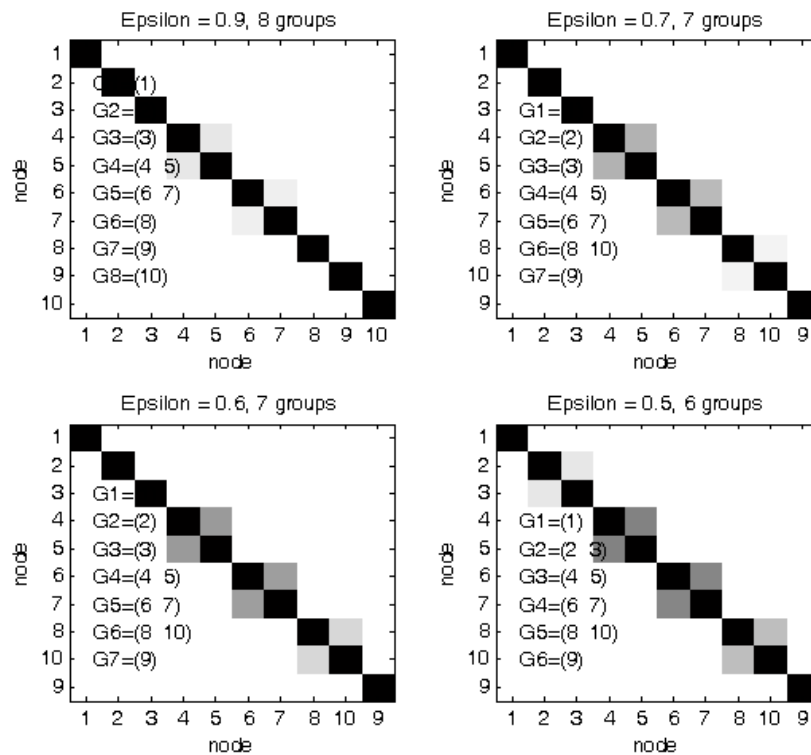 Epsilon = 0.9, 8 groups
1
2
3
4
5
6
7
8
9
10
node
(1)
G2=
G3=(3)
G4=(4 5)
G5=(6 7)
G6=(8)
G7=(9)
G8=(10)
1 2 3 4 5 6 7 8 9 10
node
Epsilon = 0.7, 7 groups
1
2
3
4
5
6
7
8
10
9
node
G1=
G2=(2)
G3=(3)
G4=(4 5)
G5=(6 7)
G6=(8 10)
G7=(9)
1 2 3 4 5 6 7 8 10 9
node
Epsilon = 0.6, 7 groups
1
2
3
4
5
6
7
8
10
9
node
G1=
G2=(2)
G3=(3)
G4=(4 5)
G5=(6 7)
G6=(8 10)
G7=(9)
1 2 3 4 5 6 7 8 10 9
node
Epsilon = 0.5, 6 groups
1
2
3
4
5
6
7
8
10
9
node
G1=(1)
G2=(2 3)
G3=(4 5)
G4=(6 7)
G5=(8 10)
G6=(9)
1 2 3 4 5 6 7 8 10 9
node